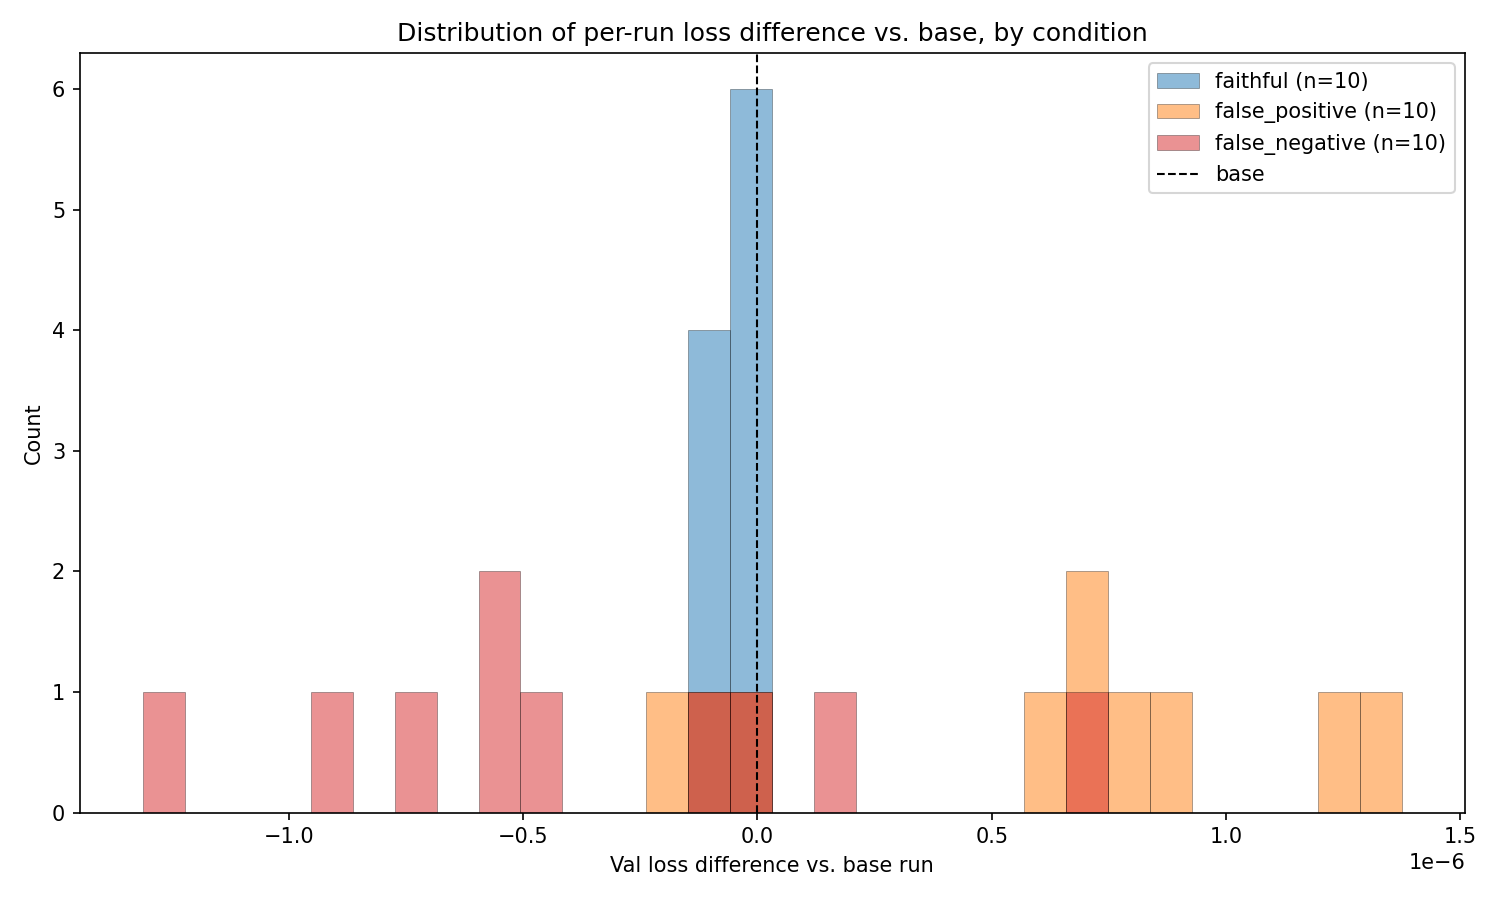 Distribution of per-run loss difference vs. base, by condition
faithful (n=10)
false_positive (n=10)
false_negative (n=10)
base
6
5
4
3
2
1
0
Count
−1.0
−0.5
0.0
0.5
1.0
1.5
1e−6
Val loss difference vs. base run